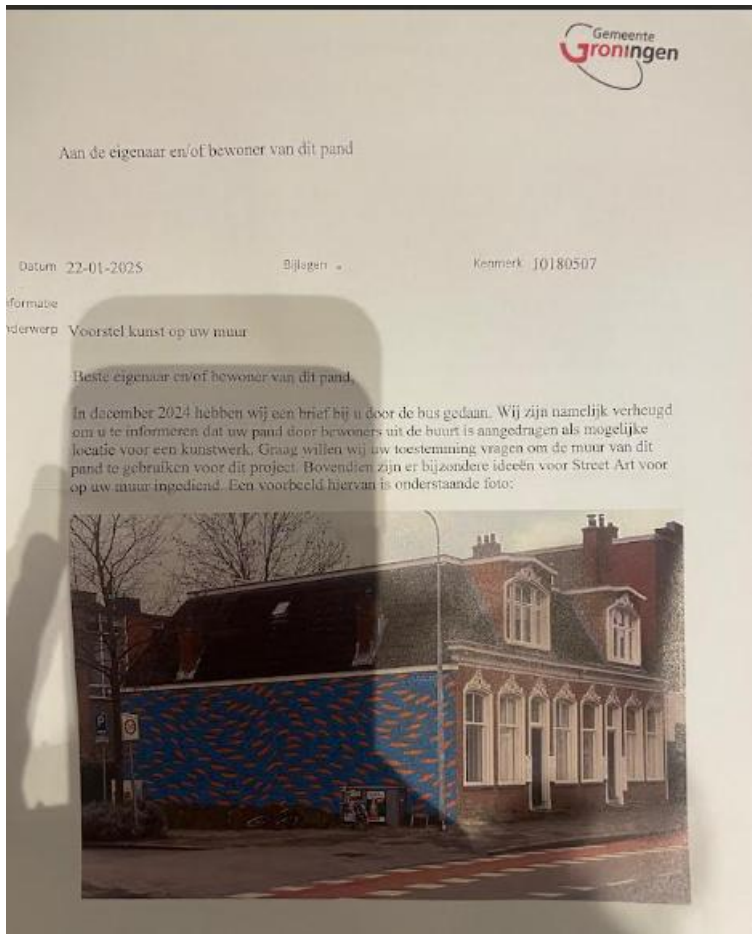 Gemeente
Groningen
Aan de eigenaar en/of bewoner van dit pand
Datum 22-01-2025 Bijlagen - Kenmerk 10180507
formatie
nderwerp Voorstel kunst op uw muur
Beste eigenaar en/of bewoner van dit pand,
In december 2024 hebben wij een brief bij u door de bus gedaan. Wij zijn namelijk verheugd
om u te informeren dat uw pand door bewoners uit de buurt is aangedragen als mogelijke
locatie voor een kunstwerk. Graag willen wij uw toestemming vragen om de muur van dit
pand te gebruiken voor dit project. Bovendien zijn er bijzondere ideeën voor Street Art voor
op uw muur ingediend. Een voorbeeld hiervan is onderstaande foto: